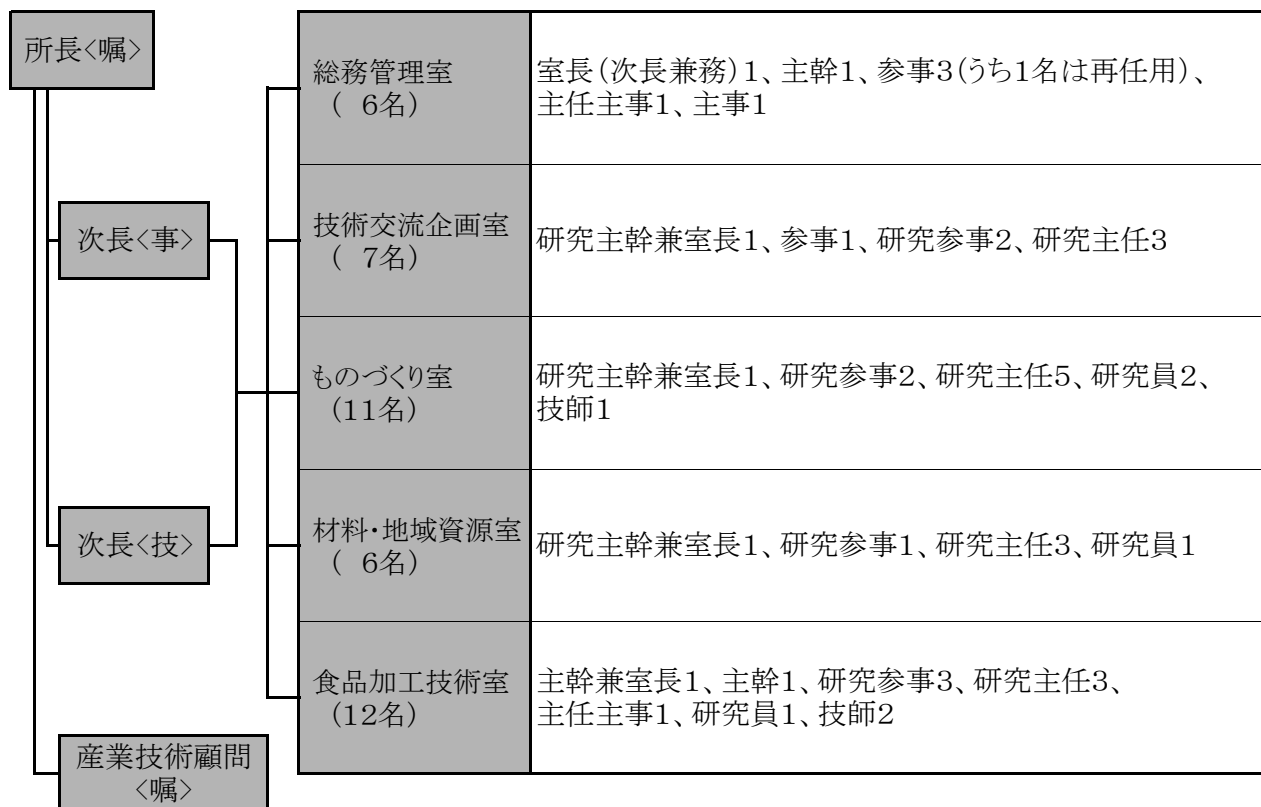 所長<嘱>
次長<事>
次長<技>
産業技術顧問
<嘱>
総務管理室
( 6名)
室長(次長兼務)1、主幹1、参事3(うち1名は再任用)、
主任主事1、主事1
技術交流企画室
( 7名)
研究主幹兼室長1、参事1、研究参事2、研究主任3
ものづくり室
(11名)
研究主幹兼室長1、研究参事2、研究主任5、研究員2、
技師1
材料・地域資源室
( 6名)
研究主幹兼室長1、研究参事1、研究主任3、研究員1
食品加工技術室
(12名)
主幹兼室長1、主幹1、研究参事3、研究主任3、
主任主事1、研究員1、技師2